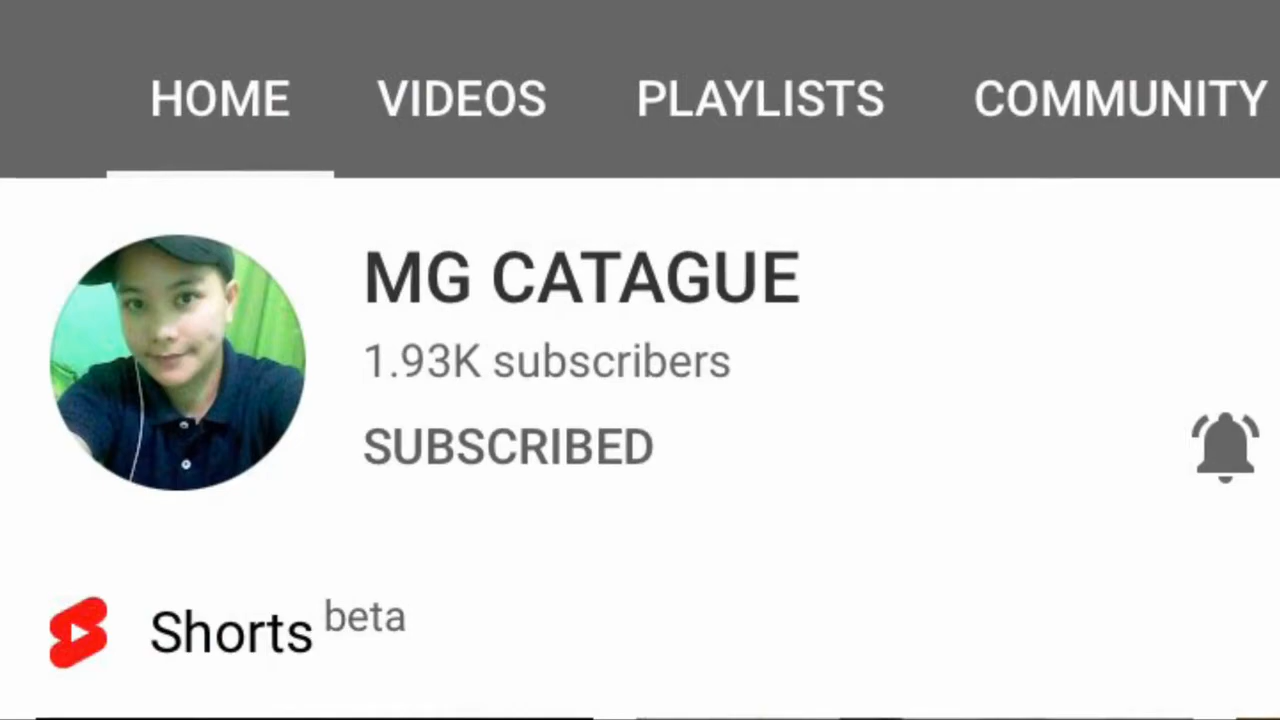 HOME VIDEOS PLAYLISTS COMMUNITY
MG CATAGUE
1.93K subscribers
SUBSCRIBED
Shorts beta